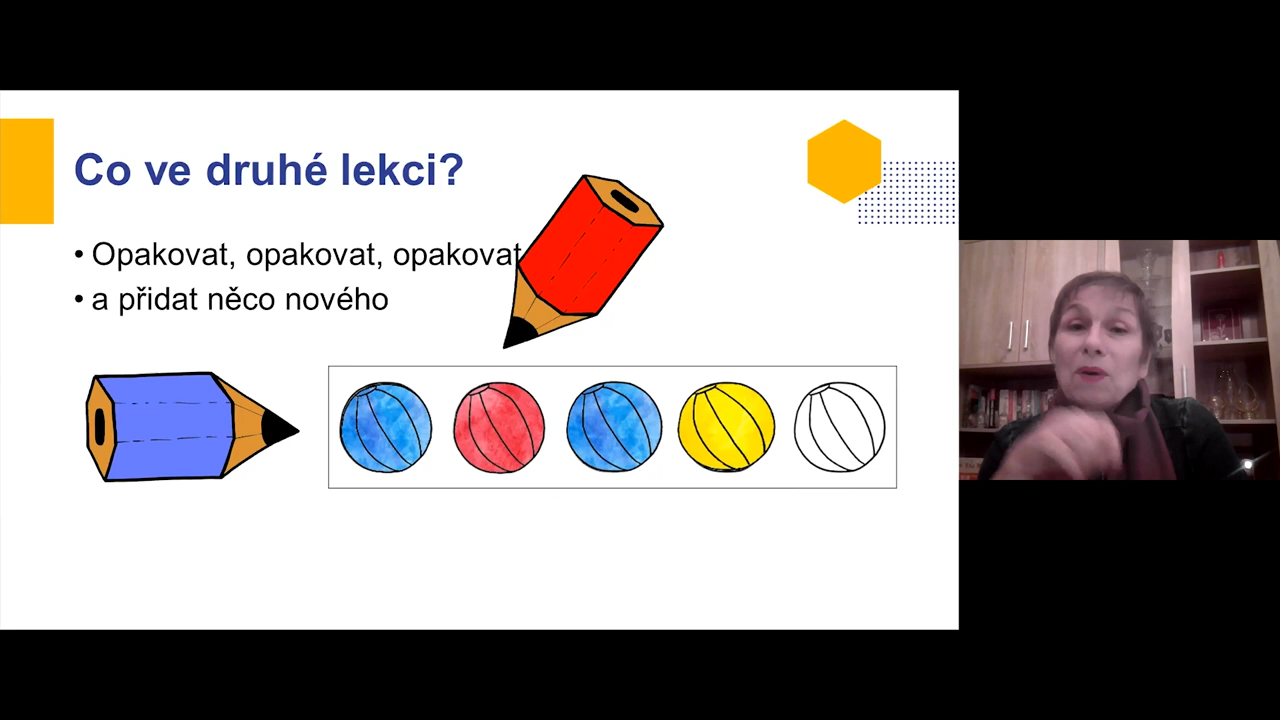 Co ve druhé lekci?
• Opakovat, opakovat, opakovat
• a přidat něco nového